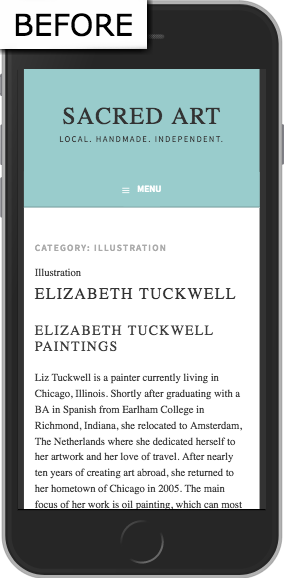 BEFORE
SACRED ART
LOCAL. HANDMADE. INDEPENDENT.
≡ MENU
CATEGORY: ILLUSTRATION
Illustration
ELIZABETH TUCKWELL
ELIZABETH TUCKWELL
PAINTINGS
Liz Tuckwell is a painter currently living in
Chicago, Illinois. Shortly after graduating with a
BA in Spanish from Earlham College in
Richmond, Indiana, she relocated to Amsterdam,
The Netherlands where she dedicated herself to
her artwork and her love of travel. After nearly
ten years of creating art abroad, she returned to
her hometown of Chicago in 2005. The main
focus of her work is oil painting, which can most